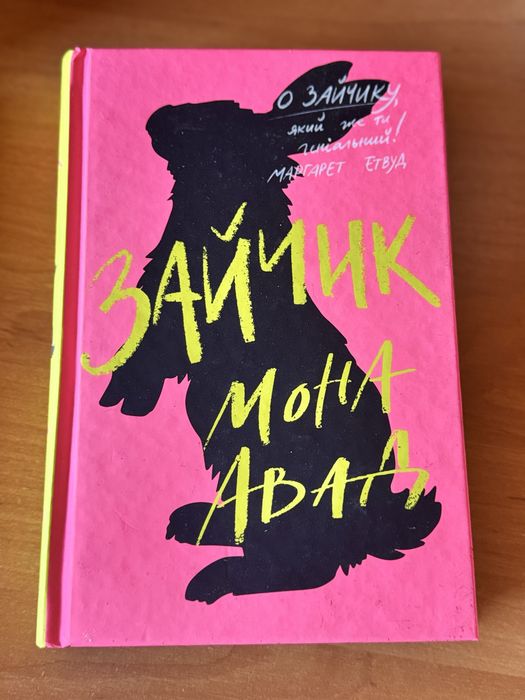 О ЗАЙЧИКУ,
який же ти
геніальний!
МАРГАРЕТ ЕТВУД
ЗАЙЧИК
МОНА
АВАД